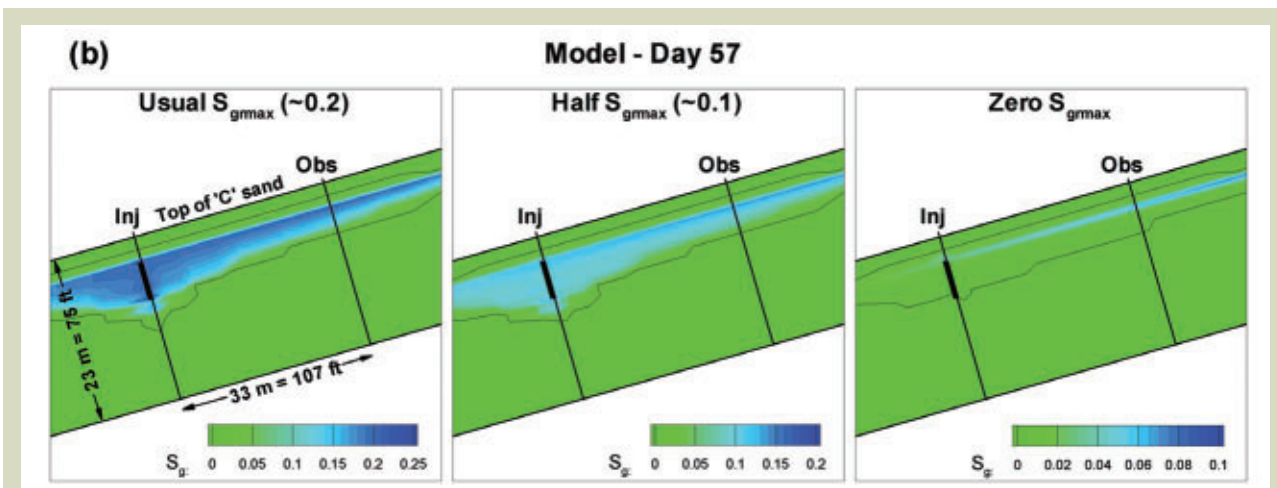 (b)
Model - Day 57
Usual Sgrmax (~0.2)
Obs
Top of 'C' sand
Inj
23 m = 75 ft
33 m = 107 ft
Sg: 0 0.05 0.1 0.15 0.2 0.25
Half Sgrmax (~0.1)
Obs
Inj
Sg: 0 0.05 0.1 0.15 0.2
Zero Sgrmax
Obs
Inj
Sg: 0 0.02 0.04 0.06 0.08 0.1